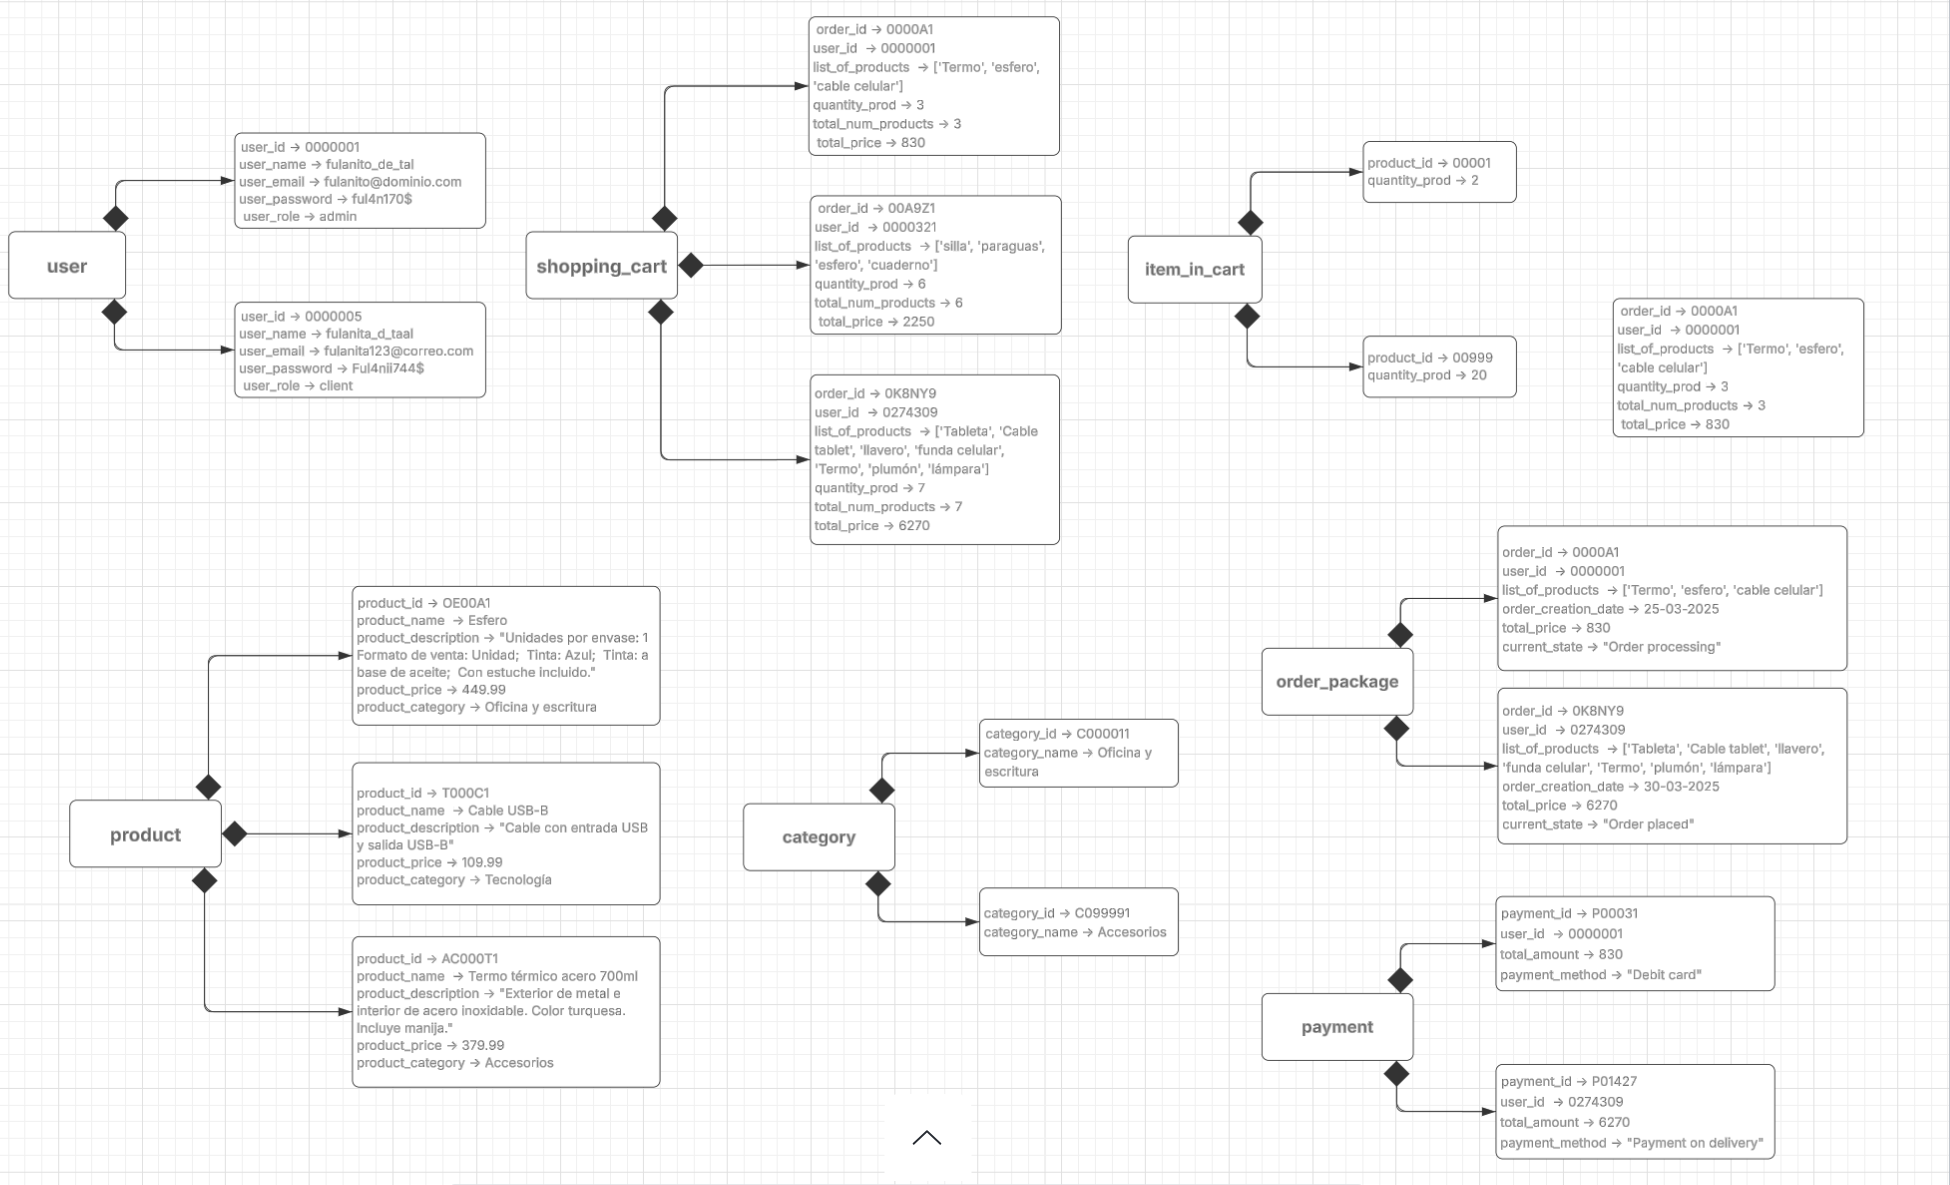 user
user_id → 0000001
user_name → fulanito_de_tal
user_email → fulanito@dominio.com
user_password → ful4n170$
user_role → admin
user_id → 0000005
user_name → fulanita_d_taal
user_email → fulanita123@correo.com
user_password → Ful4nii744$
user_role → client
shopping_cart
order_id → 0000A1
user_id → 0000001
list_of_products → ['Termo', 'esfero',
'cable celular']
quantity_prod → 3
total_num_products → 3
total_price → 830
order_id → 00A9Z1
user_id → 0000321
list_of_products → ['silla', 'paraguas',
'esfero', 'cuaderno']
quantity_prod → 6
total_num_products → 6
total_price → 2250
order_id → 0K8NY9
user_id → 0274309
list_of_products → ['Tableta', 'Cable
tablet', 'llavero', 'funda celular',
'Termo', 'plumón', 'lámpara']
quantity_prod → 7
total_num_products → 7
total_price → 6270
item_in_cart
product_id → 00001
quantity_prod → 2
product_id → 00999
quantity_prod → 20
order_id → 0000A1
user_id → 0000001
list_of_products → ['Termo', 'esfero',
'cable celular']
quantity_prod → 3
total_num_products → 3
total_price → 830
product
product_id → OE00A1
product_name → Esfero
product_description → "Unidades por envase: 1
Formato de venta: Unidad; Tinta: Azul; Tinta: a
base de aceite; Con estuche incluido."
product_price → 449.99
product_category → Oficina y escritura
product_id → T000C1
product_name → Cable USB-B
product_description → "Cable con entrada USB
y salida USB-B"
product_price → 109.99
product_category → Tecnología
product_id → AC000T1
product_name → Termo térmico acero 700ml
product_description → "Exterior de metal e
interior de acero inoxidable. Color turquesa.
Incluye manija."
product_price → 379.99
product_category → Accesorios
category
category_id → C000011
category_name → Oficina y
escritura
category_id → C099991
category_name → Accesorios
order_package
order_id → 0000A1
user_id → 0000001
list_of_products → ['Termo', 'esfero', 'cable celular']
order_creation_date → 25-03-2025
total_price → 830
current_state → "Order processing"
order_id → 0K8NY9
user_id → 0274309
list_of_products → ['Tableta', 'Cable tablet', 'llavero',
'funda celular', 'Termo', 'plumón', 'lámpara']
order_creation_date → 30-03-2025
total_price → 6270
current_state → "Order placed"
payment
payment_id → P00031
user_id → 0000001
total_amount → 830
payment_method → "Debit card"
payment_id → P01427
user_id → 0274309
total_amount → 6270
payment_method → "Payment on delivery"